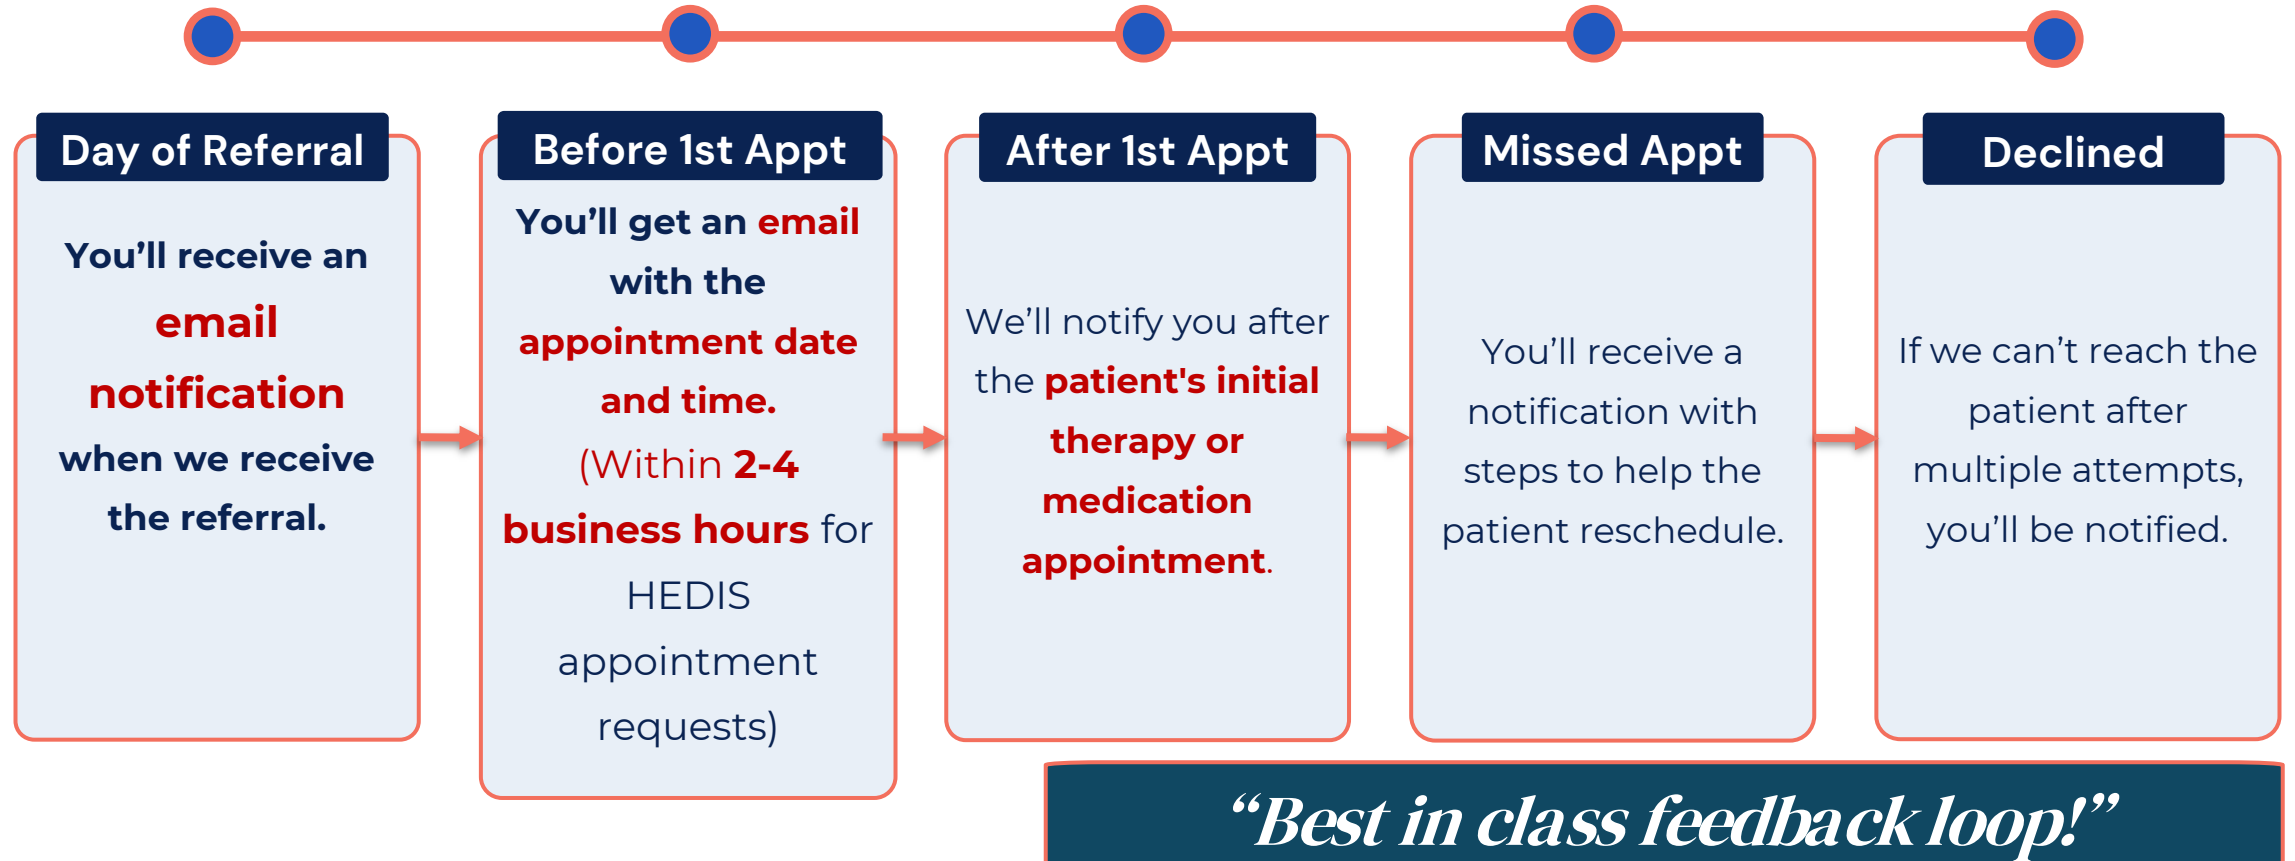 Day of Referral
You’ll receive an
email
notification
when we receive
the referral.
Before 1st Appt
You’ll get an email
with the
appointment date
and time.
(Within 2-4
business hours for
HEDIS
appointment
requests)
After 1st Appt
We’ll notify you after
the patient's initial
therapy or
medication
appointment.
Missed Appt
You’ll receive a
notification with
steps to help the
patient reschedule.
Declined
If we can’t reach the
patient after
multiple attempts,
you’ll be notified.
“Best in class feedback loop!”